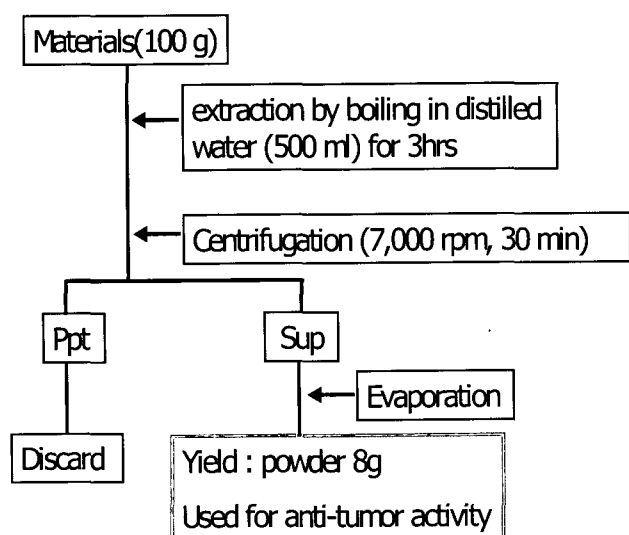 Materials(100 g)
extraction by boiling in distilled
water (500 ml) for 3hrs
Centrifugation (7,000 rpm, 30 min)
Ppt
Sup
Evaporation
Discard
Yield : powder 8g
Used for anti-tumor activity